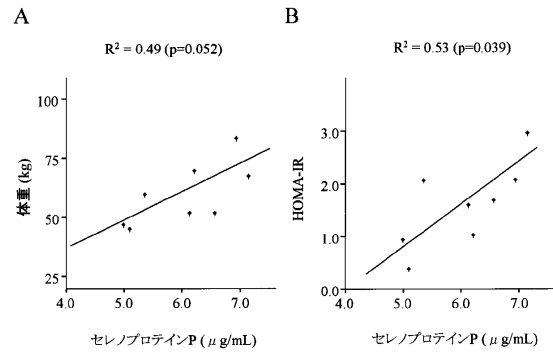 A
R² = 0.49 (p=0.052)
100
75
50
25
体重 (kg)
4.0 5.0 6.0 7.0
セレノプロテインP ( μ g/mL)
B
R² = 0.53 (p=0.039)
3.0
2.0
1.0
0.0
HOMA-IR
4.0 5.0 6.0 7.0
セレノプロテインP ( μ g/mL)